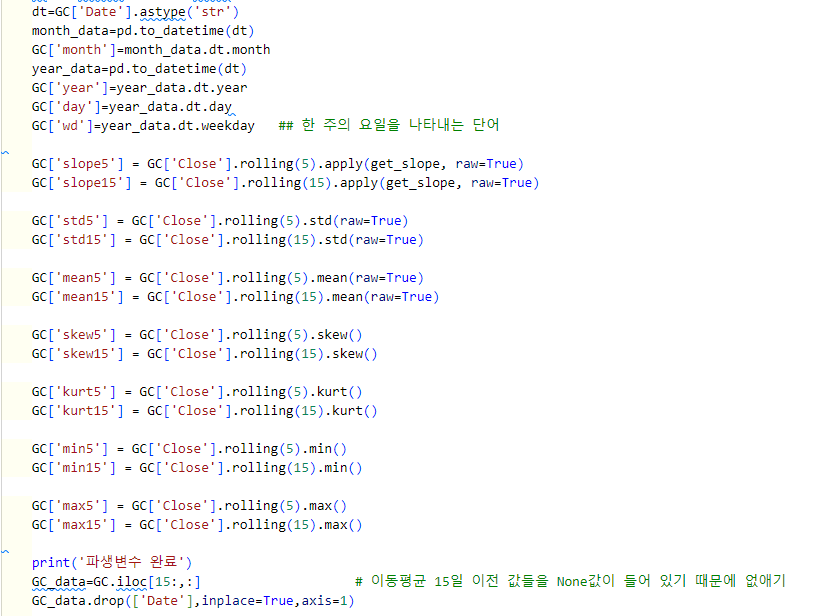 dt=GC['Date'].astype('str')
month_data=pd.to_datetime(dt)
GC['month']=month_data.dt.month
year_data=pd.to_datetime(dt)
GC['year']=year_data.dt.year
GC['day']=year_data.dt.day
GC['wd']=year_data.dt.weekday   ## 한 주의 요일을 나타내는 단어
GC['slope5'] = GC['Close'].rolling(5).apply(get_slope, raw=True)
GC['slope15'] = GC['Close'].rolling(15).apply(get_slope, raw=True)
GC['std5'] = GC['Close'].rolling(5).std(raw=True)
GC['std15'] = GC['Close'].rolling(15).std(raw=True)
GC['mean5'] = GC['Close'].rolling(5).mean(raw=True)
GC['mean15'] = GC['Close'].rolling(15).mean(raw=True)
GC['skew5'] = GC['Close'].rolling(5).skew()
GC['skew15'] = GC['Close'].rolling(15).skew()
GC['kurt5'] = GC['Close'].rolling(5).kurt()
GC['kurt15'] = GC['Close'].rolling(15).kurt()
GC['min5'] = GC['Close'].rolling(5).min()
GC['min15'] = GC['Close'].rolling(15).min()
GC['max5'] = GC['Close'].rolling(5).max()
GC['max15'] = GC['Close'].rolling(15).max()
print('파생변수 완료')
GC_data=GC.iloc[15:,:]                    # 이동평균 15일 이전 값들을 None값이 들어 있기 때문에 없애기
GC_data.drop(['Date'],inplace=True,axis=1)